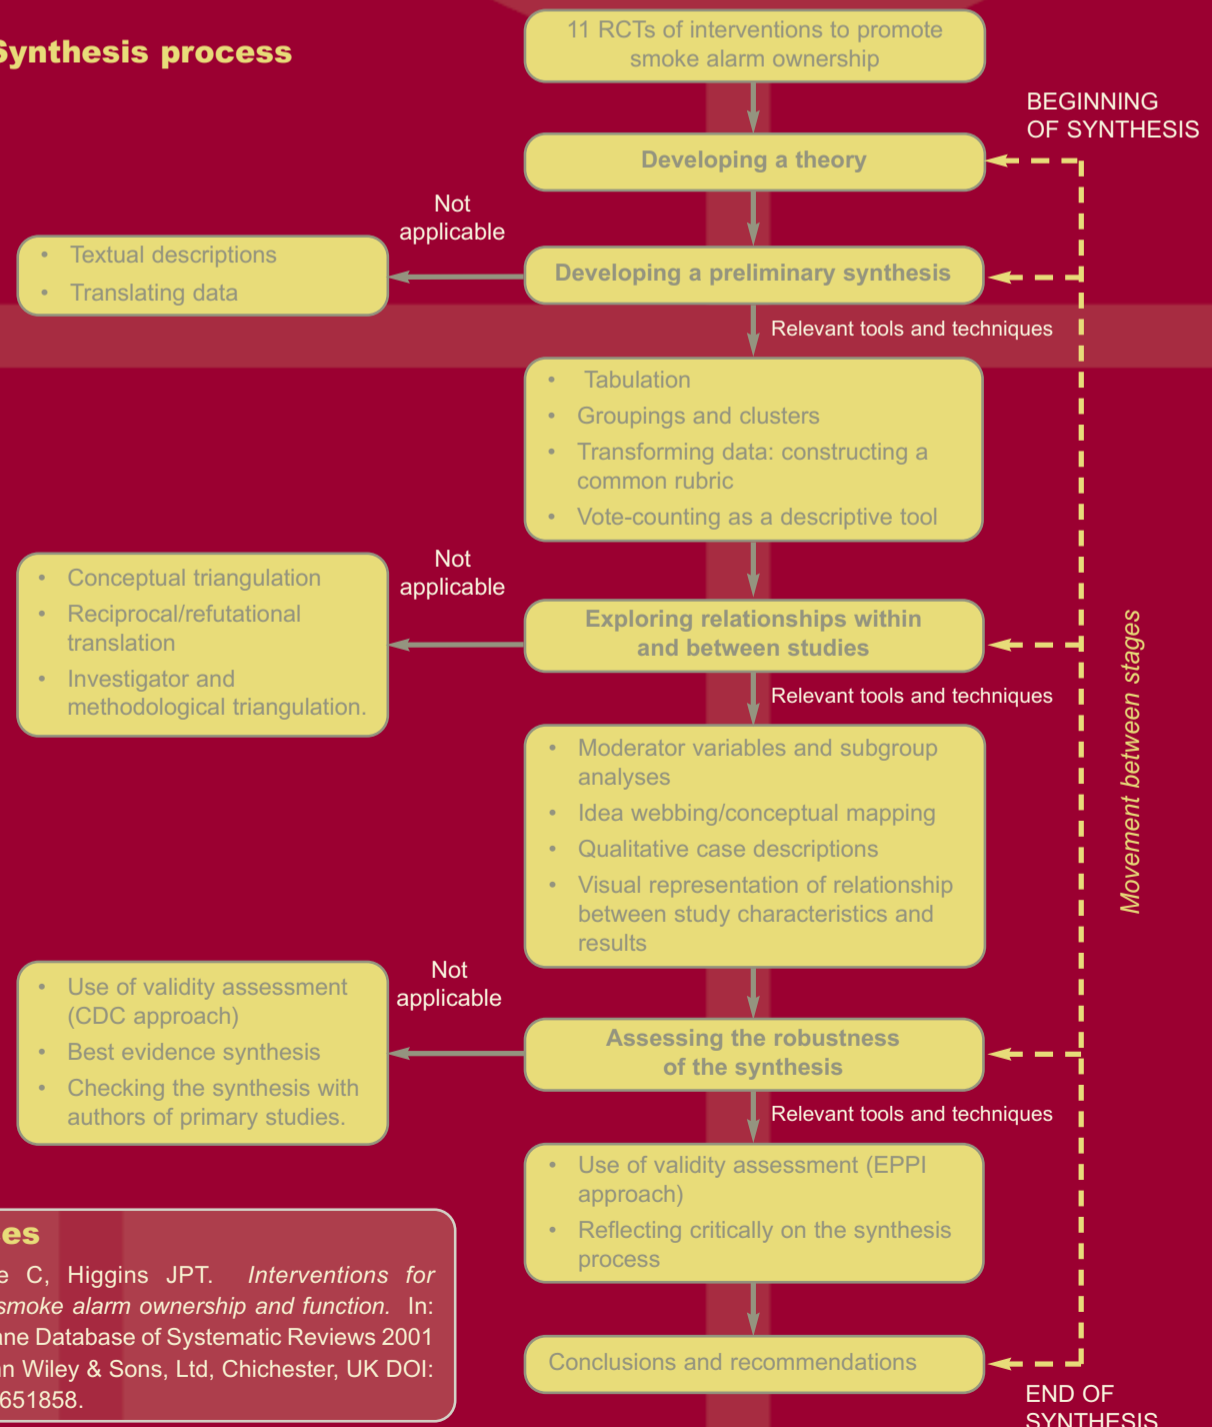 Synthesis process
11 RCTs of interventions to promote
smoke alarm ownership
BEGINNING
OF SYNTHESIS
Developing a theory
Not
applicable
• Textual descriptions
• Translating data
Developing a preliminary synthesis
Relevant tools and techniques
• Tabulation
• Groupings and clusters
• Transforming data: constructing a
common rubric
• Vote-counting as a descriptive tool
Not
applicable
• Conceptual triangulation
• Reciprocal/refutational
translation
• Investigator and
methodological triangulation.
Exploring relationships within
and between studies
Relevant tools and techniques
Movement between stages
• Moderator variables and subgroup
analyses
• Idea webbing/conceptual mapping
• Qualitative case descriptions
• Visual representation of relationship
between study characteristics and
results
Not
applicable
• Use of validity assessment
(CDC approach)
• Best evidence synthesis
• Checking the synthesis with
authors of primary studies.
Assessing the robustness
of the synthesis
Relevant tools and techniques
• Use of validity assessment (EPPI
approach)
• Reflecting critically on the synthesis
process
Conclusions and recommendations
END OF
SYNTHESIS
es
e C, Higgins JPT. Interventions for
smoke alarm ownership and function. In:
ne Database of Systematic Reviews 2001
n Wiley & Sons, Ltd, Chichester, UK DOI:
651858.